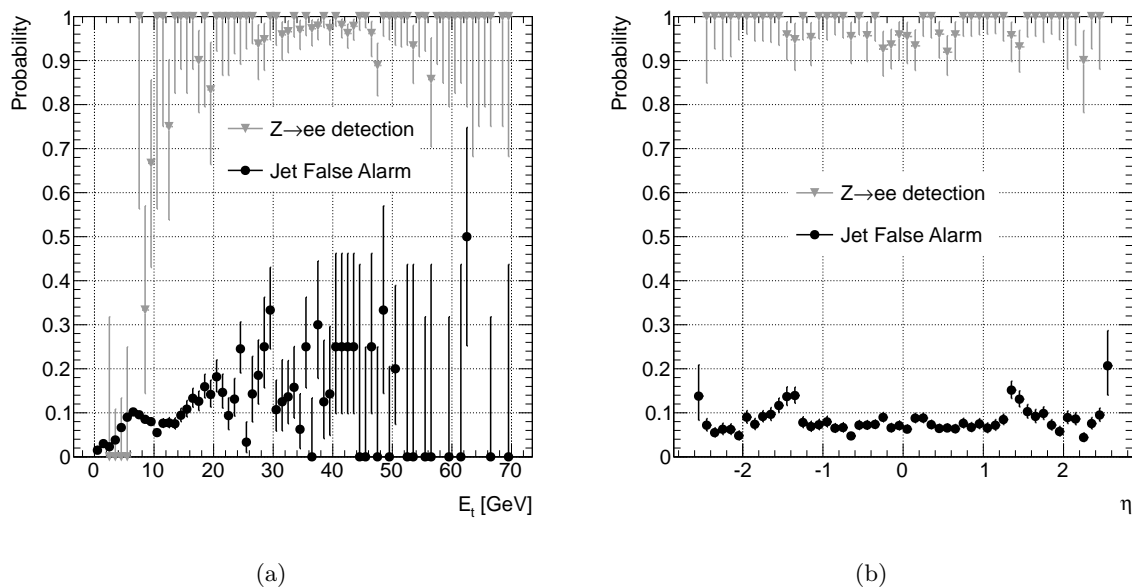 Probability
1
0.9
0.8
0.7
0.6
0.5
0.4
0.3
0.2
0.1
0
Z→ee detection
Jet False Alarm
0 10 20 30 40 50 60 70
E_t [GeV]
(a)
Probability
1
0.9
0.8
0.7
0.6
0.5
0.4
0.3
0.2
0.1
0
Z→ee detection
Jet False Alarm
-2 -1 0 1 2
η
(b)